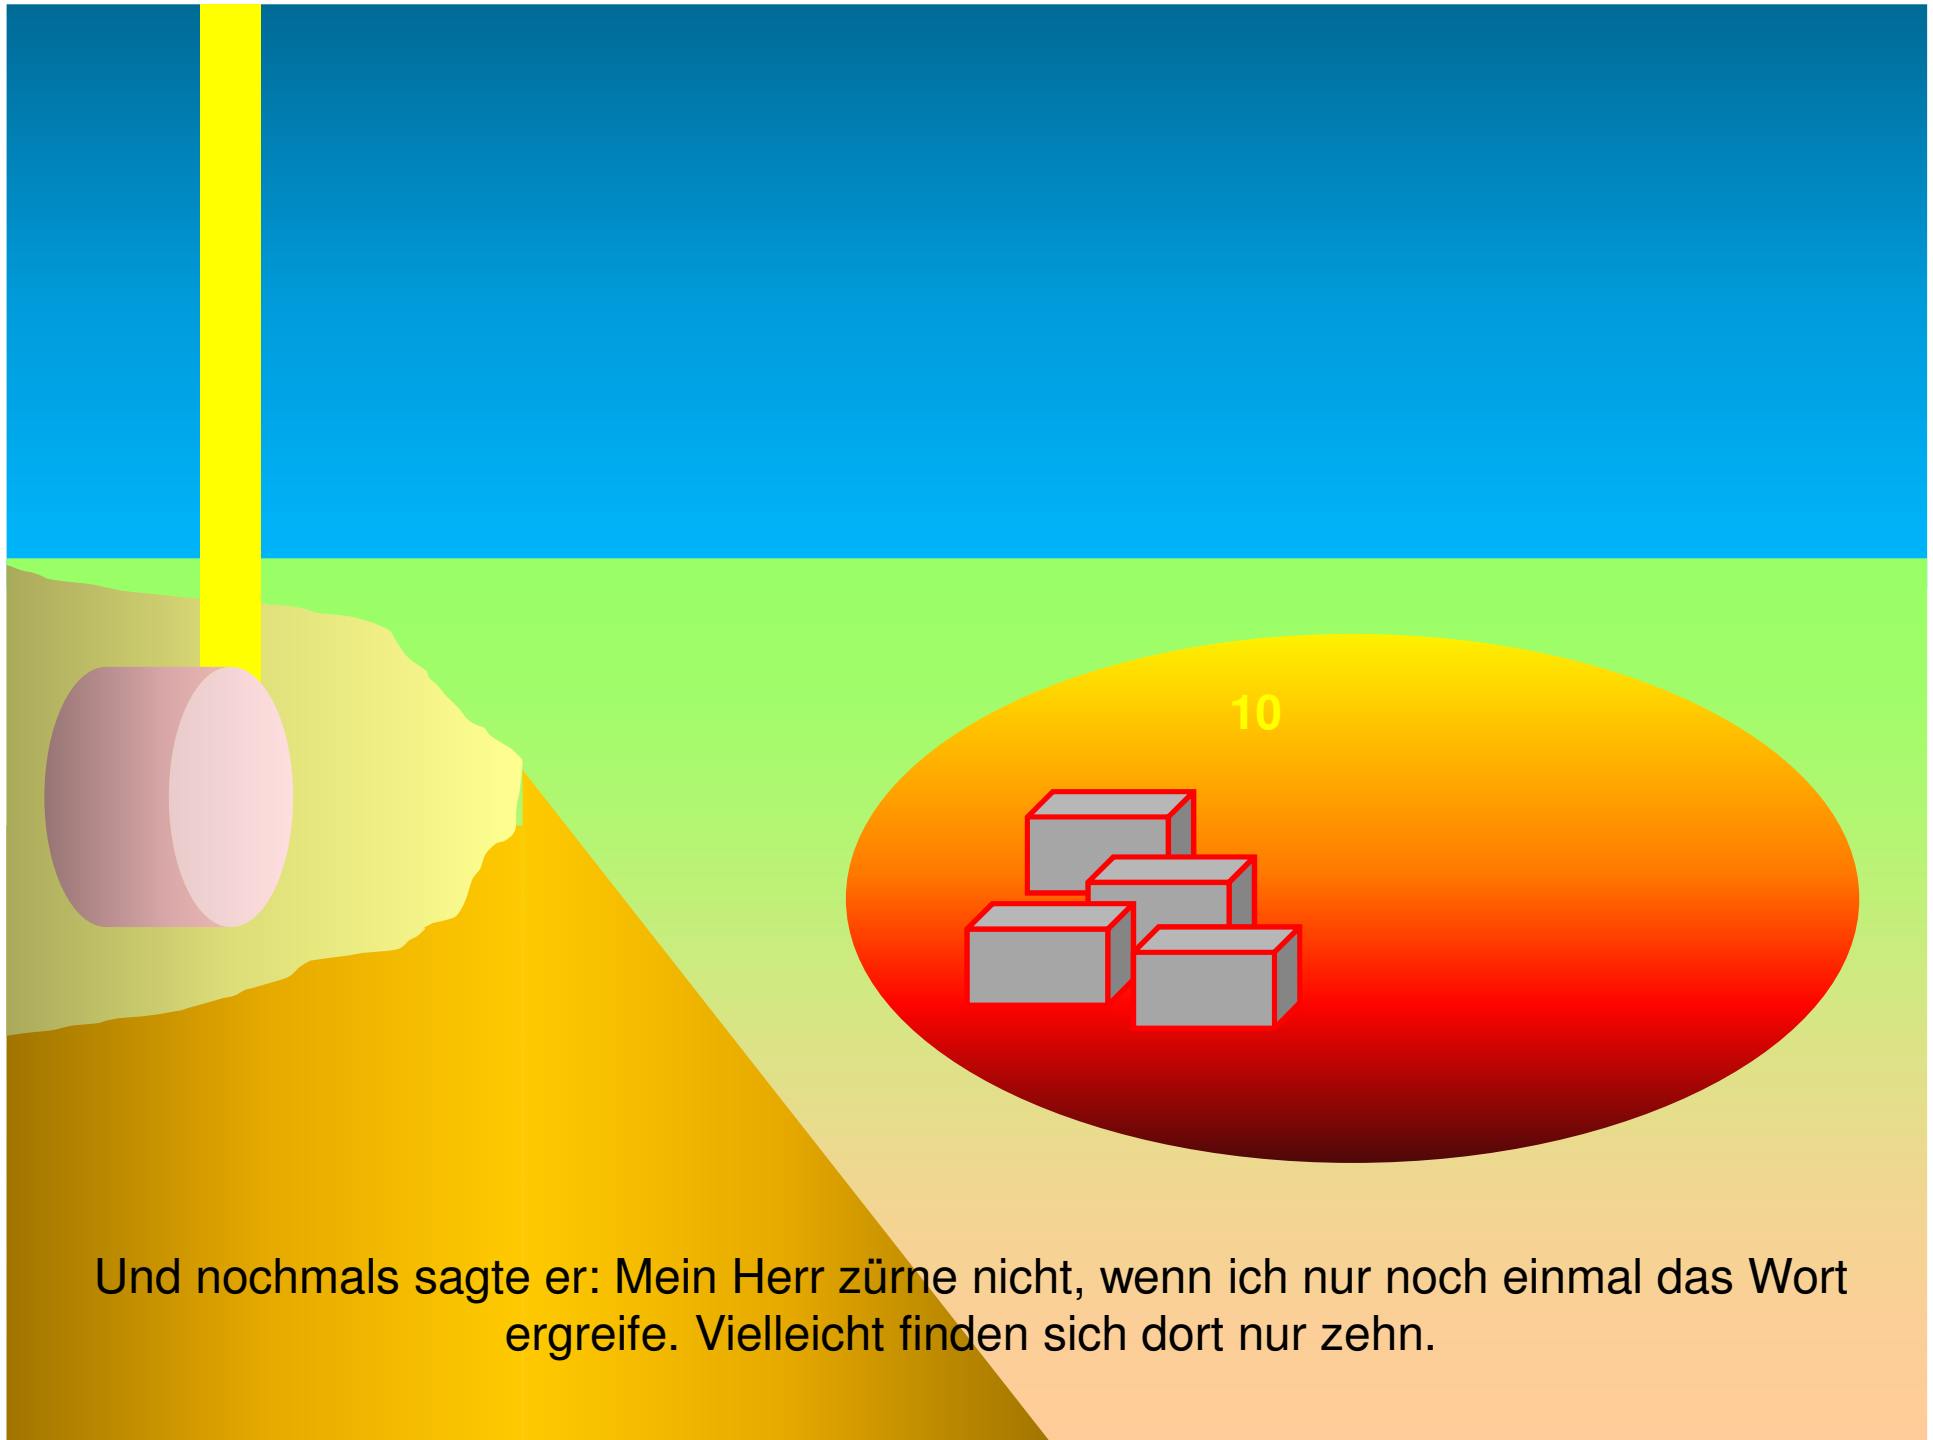 10
Und nochmals sagte er: Mein Herr zürne nicht, wenn ich nur noch einmal das Wort
ergreife. Vielleicht finden sich dort nur zehn.